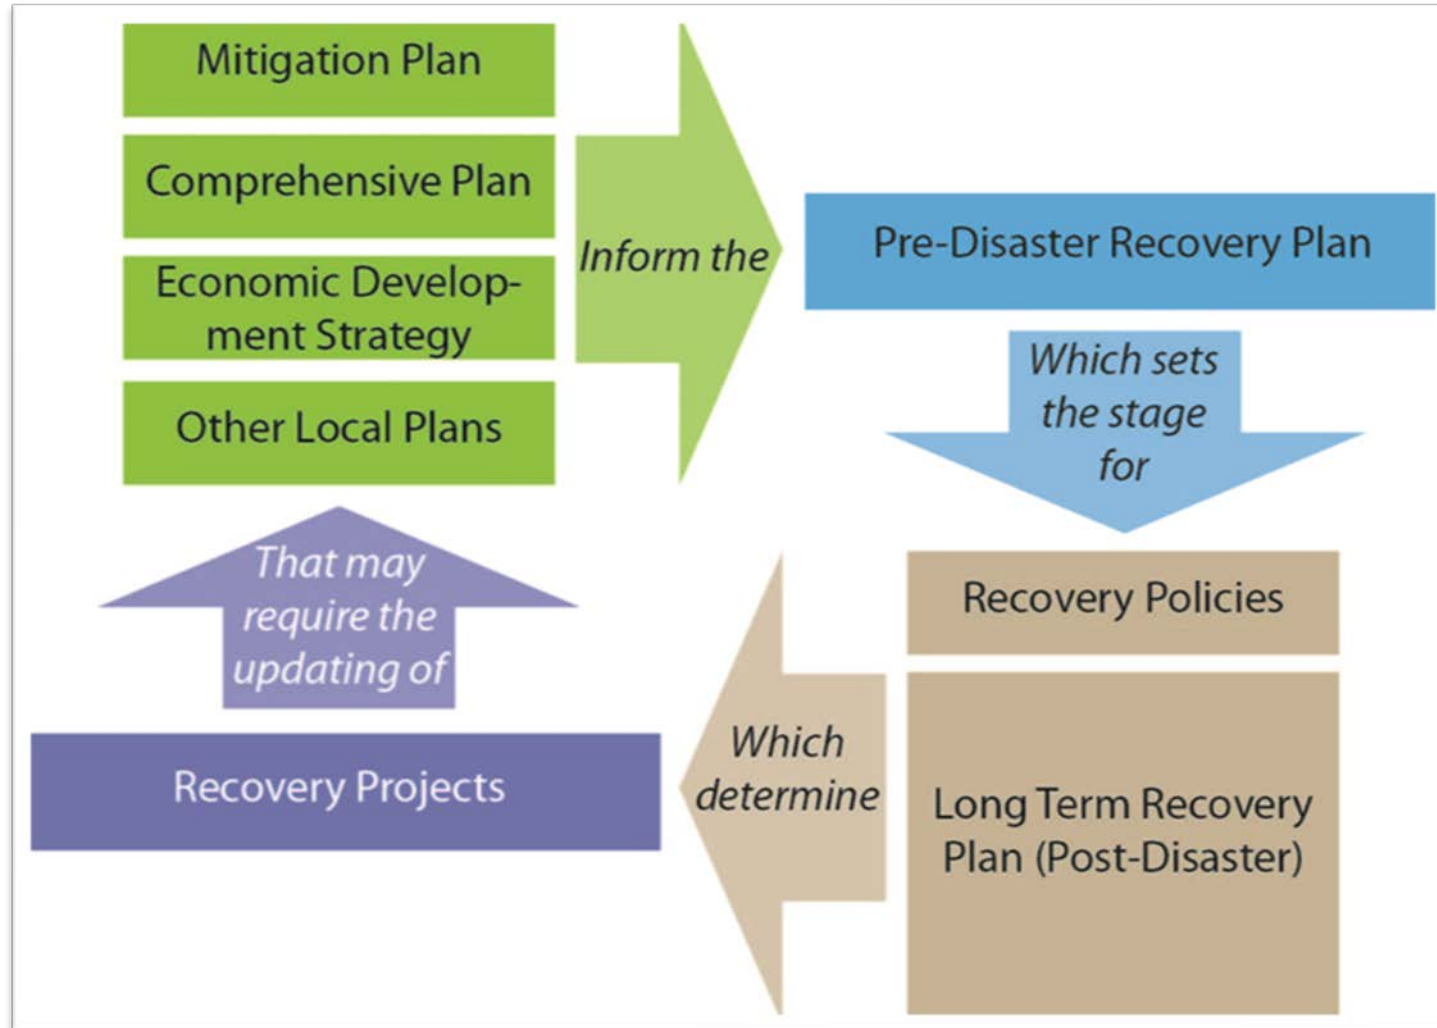 Mitigation Plan
Comprehensive Plan
Economic Develop-
ment Strategy
Other Local Plans
Inform the
Pre-Disaster Recovery Plan
Which sets
the stage
for
Recovery Policies
Long Term Recovery
Plan (Post-Disaster)
Which
determine
Recovery Projects
That may
require the
updating of